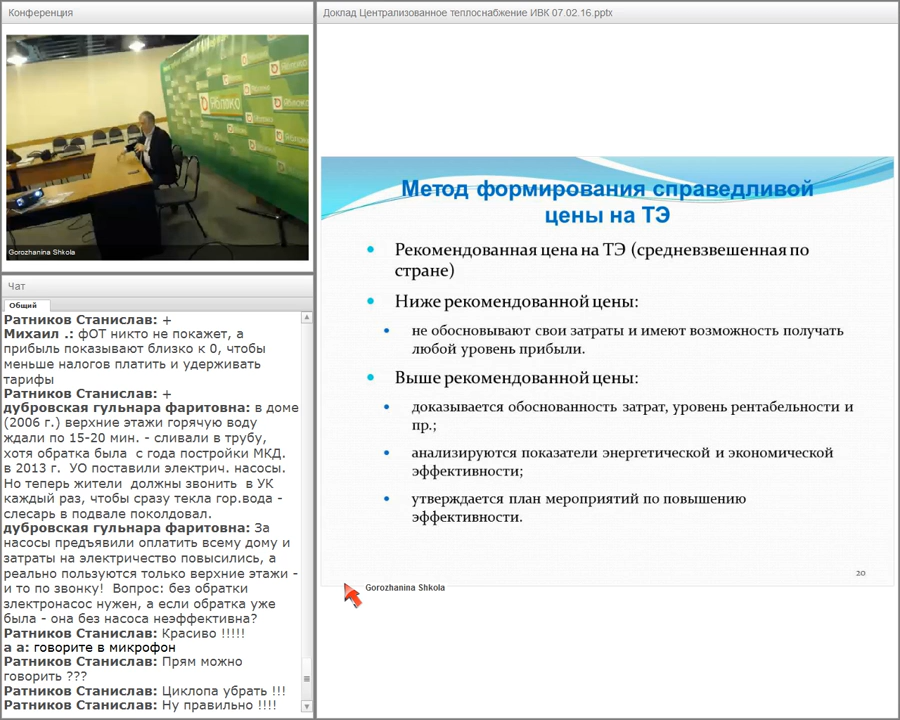 Конференция
Яблоко
Яблоко
Gorozhanina Shkola
Чат
Общий
Ратников Станислав: +
Михаил .: фОТ никто не покажет, а
прибыль показывают близко к 0, чтобы
меньше налогов платить и удерживать
тарифы
Ратников Станислав: +
дубровская гульнара фаритовна: в доме
(2006 г.) верхние этажи горячую воду
ждали по 15-20 мин. - сливали в трубу,
хотя обратка была с года постройки МКД.
в 2013 г. УО поставили электрич. насосы.
Но теперь жители должны звонить в УК
каждый раз, чтобы сразу текла гор.вода -
слесарь в подвале поколдовал.
дубровская гульнара фаритовна: За
насосы предъявили оплатить всему дому и
затраты на электричество повысились, а
реально пользуются только верхние этажи -
и то по звонку! Вопрос: без обратки
злектронасос нужен, а если обратка уже
была - она без насоса неэффективна?
Ратников Станислав: Красиво !!!!!
а а: говорите в микрофон
Ратников Станислав: Прям можно
говорить ???
Ратников Станислав: Циклопа убрать !!!
Ратников Станислав: Ну правильно !!!!
Доклад Централизованное теплоснабжение ИВК 07.02.16.pptx
Метод формирования справедливой
цены на ТЭ
Рекомендованная цена на ТЭ (средневзвешенная по
стране)
Ниже рекомендованной цены:
не обосновывают свои затраты и имеют возможность получать
любой уровень прибыли.
Выше рекомендованной цены:
доказывается обоснованность затрат, уровень рентабельности и
пр.;
анализируются показатели энергетической и экономической
эффективности;
утверждается план мероприятий по повышению
эффективности.
20
Gorozhanina Shkola